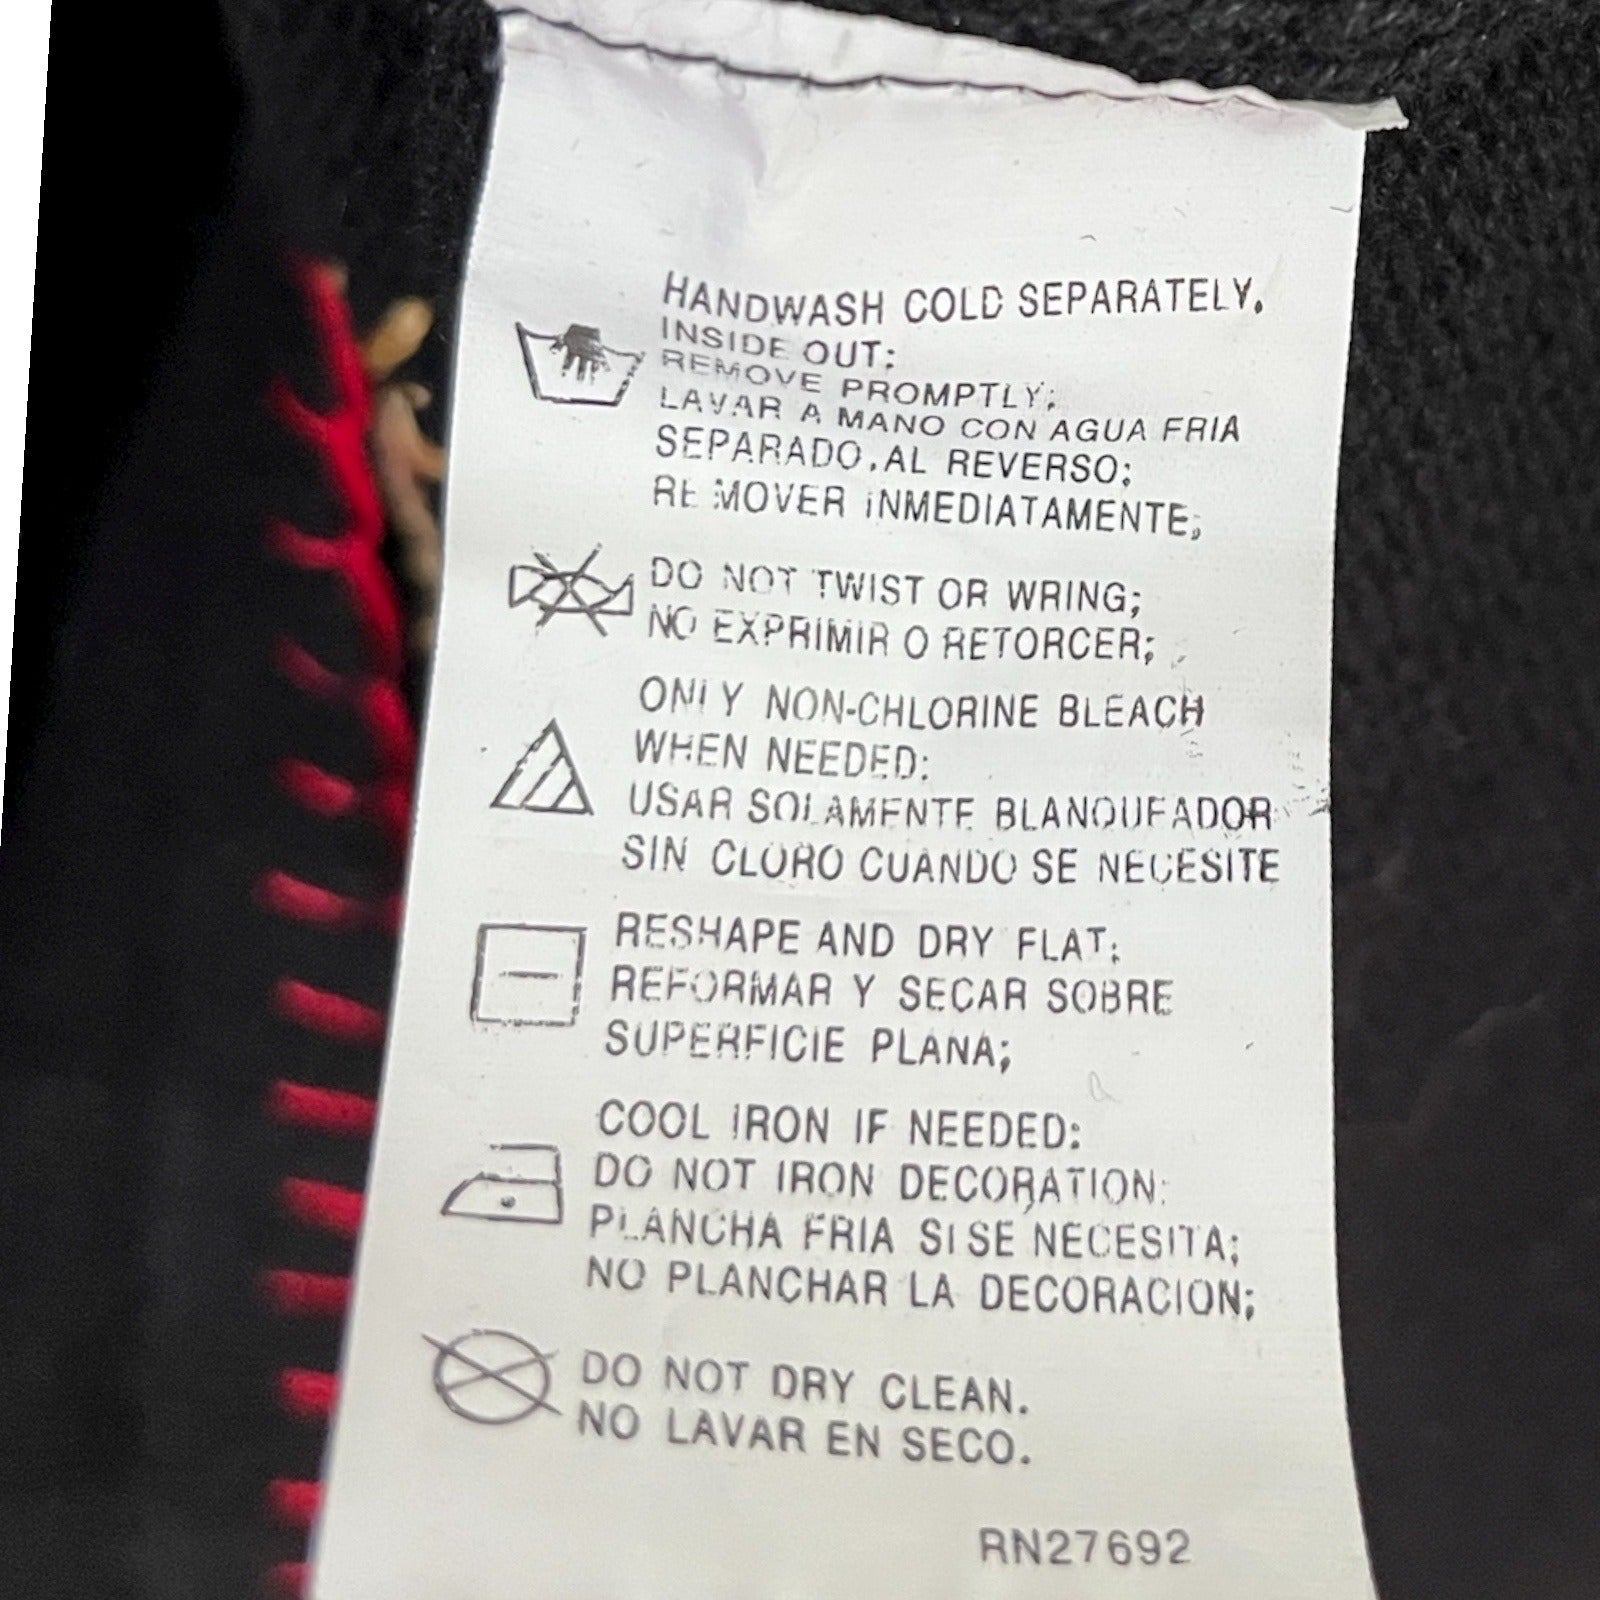 HANDWASH COLD SEPARATELY.
INSIDE OUT;
REMOVE PROMPTLY;
LAVAR A MANO CON AGUA FRIA
SEPARADO,AL REVERSO;
REMOVER INMEDIATAMENTE;
DO NOT TWIST OR WRING;
NO EXPRIMIR O RETORCER;
ONLY NON-CHLORINE BLEACH
WHEN NEEDED:
USAR SOLAMENTE BLANQUEADOR
SIN CLORO CUANDO SE NECESITE
RESHAPE AND DRY FLAT;
REFORMAR Y SECAR SOBRE
SUPERFICIE PLANA;
COOL IRON IF NEEDED:
DO NOT IRON DECORATION:
PLANCHA FRIA SI SE NECESITA;
NO PLANCHAR LA DECORACION;
DO NOT DRY CLEAN.
NO LAVAR EN SECO.
RN27692